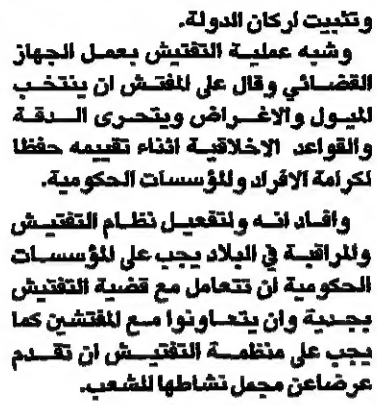 وتثبيت اركان الدولة.
وشبه عملية التفتيش بعمل الجهاز
القضائي وقال على المفتش ان ينتخب
الميول والاغراض ويتحرى الدقة
والقواعد الاخلاقية اثناء تقييمه حفظا
لكرامة الافراد والمؤسسات الحكومية.
وافاد انه ولتفعيل نظام التفتيش
والمراقبة في البلاد يجب على المؤسسات
الحكومية ان تتعامل مع قضية التفتيش
بجدية وان يتعاونوا مع المفتشين كما
يجب على منظمة التفتيش ان تقدم
عرضاعن مجمل نشاطها للشعب.